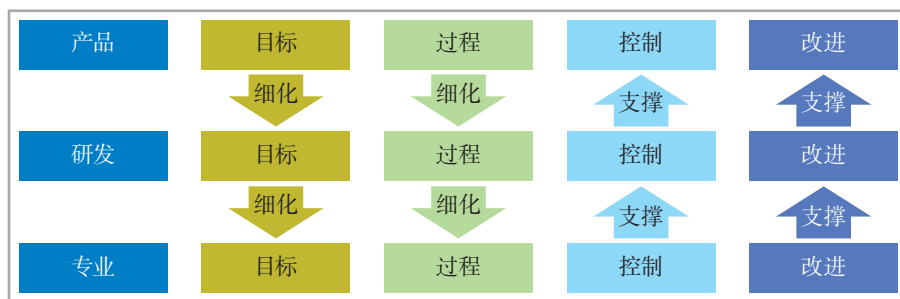 产品 目标 过程 控制 改进
细化 细化 支撑 支撑
研发 目标 过程 控制 改进
细化 细化 支撑 支撑
专业 目标 过程 控制 改进